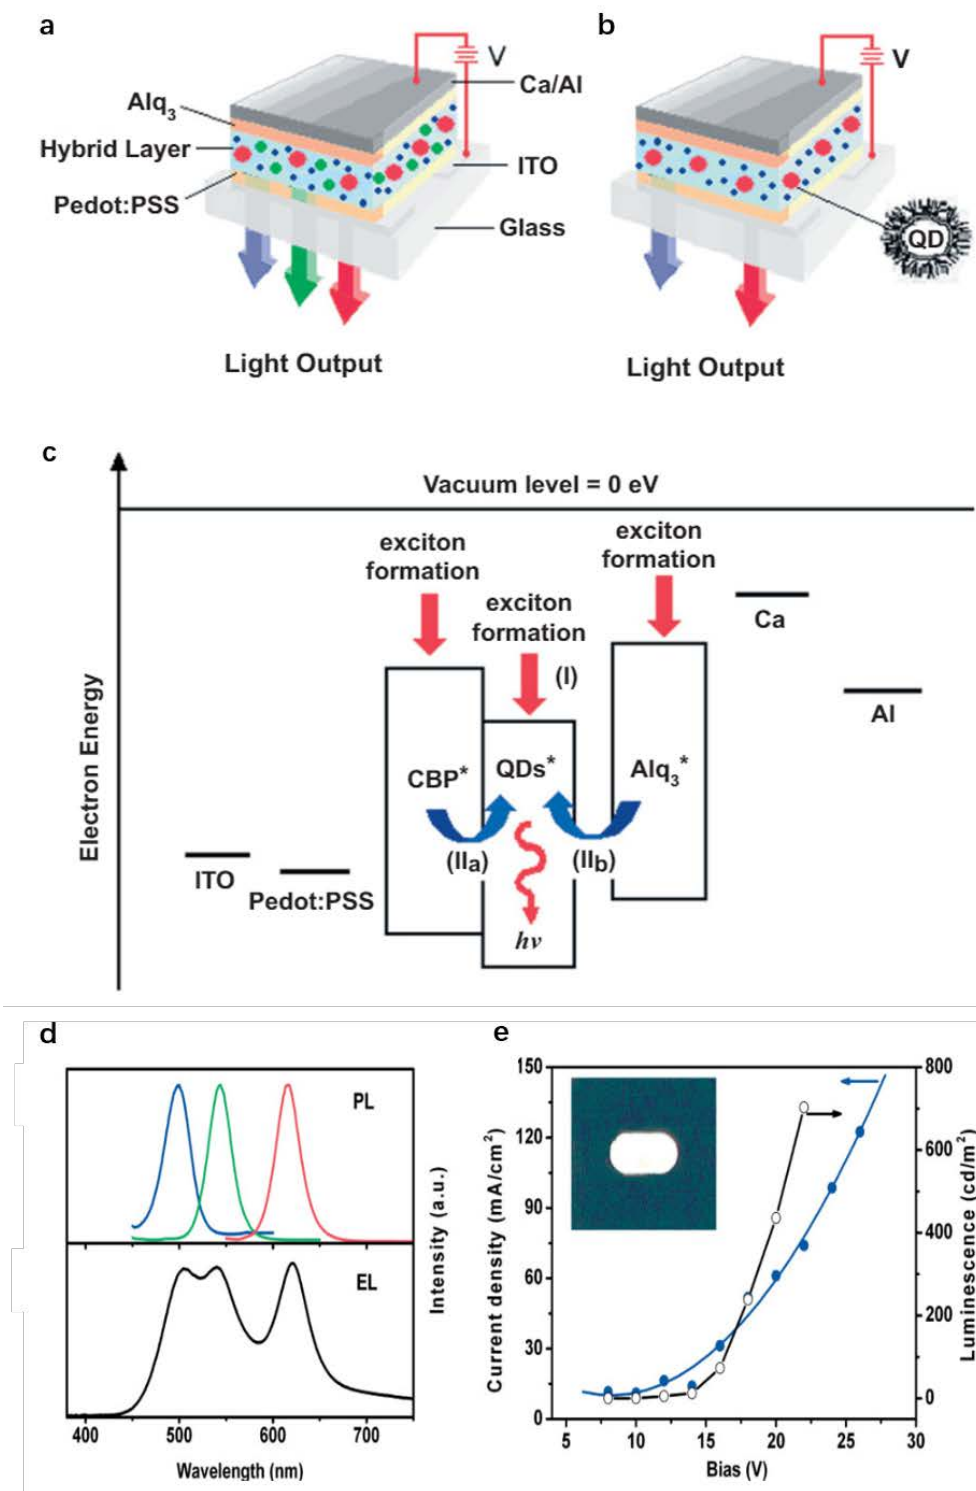 a
b
V
Ca/Al
Alq3
Hybrid Layer
Pedot:PSS
ITO
Glass
Light Output
V
QD
Light Output
c
Vacuum level = 0 eV
Electron Energy
exciton
formation
exciton
formation
(I)
exciton
formation
Ca
Al
CBP*
QDs*
Alq3*
(IIa)
(IIb)
hν
ITO
Pedot:PSS
d
PL
EL
Intensity (a.u.)
400 500 600 700
Wavelength (nm)
e
Current density (mA/cm2)
150
120
90
60
30
0
Luminescence (cd/m2)
800
600
400
200
0
5 10 15 20 25 30
Bias (V)